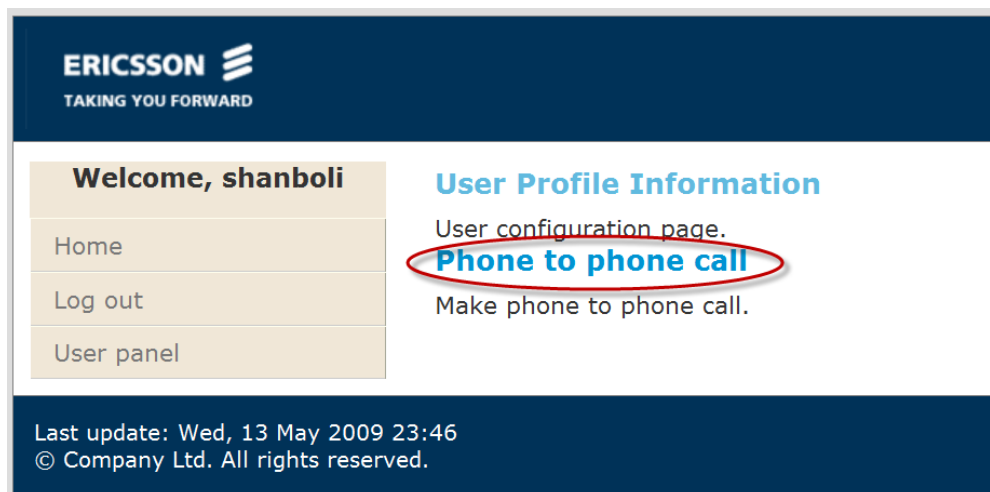 ERICSSON
TAKING YOU FORWARD
Welcome, shanboli
Home
Log out
User panel
User Profile Information
User configuration page.
Phone to phone call
Make phone to phone call.
Last update: Wed, 13 May 2009 23:46
© Company Ltd. All rights reserved.